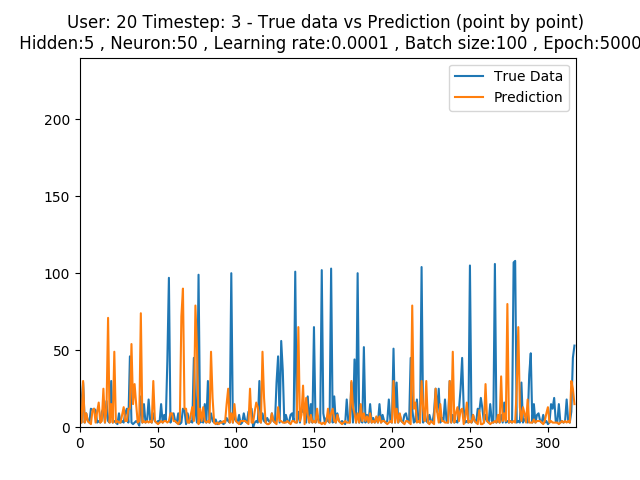 User: 20 Timestep: 3 - True data vs Prediction (point by point)
Hidden:5 , Neuron:50 , Learning rate:0.0001 , Batch size:100 , Epoch:5000
True Data
Prediction
200
150
100
50
0
0 50 100 150 200 250 300